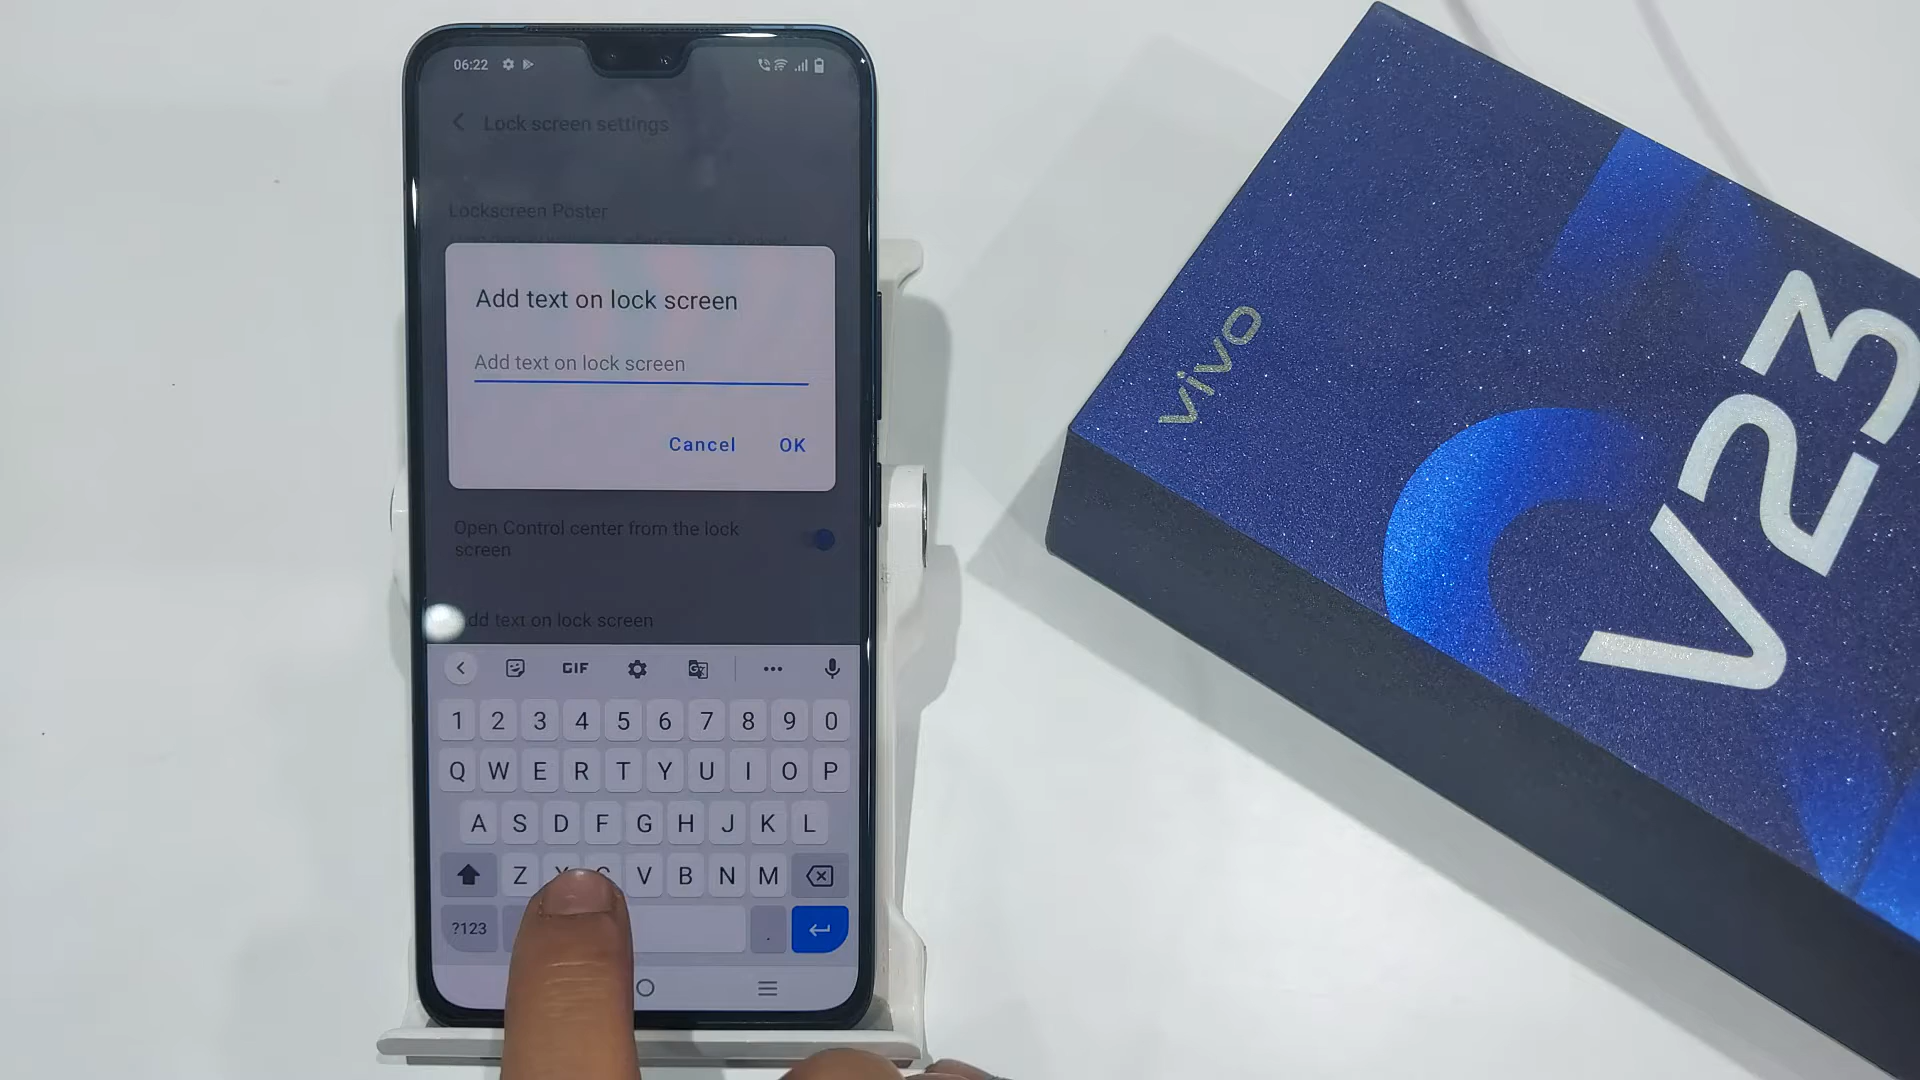 06:22
Lock screen settings
Lockscreen Poster
Add text on lock screen
Add text on lock screen
Cancel OK
Open Control center from the lock
screen
dd text on lock screen
GIF
1 2 3 4 5 6 7 8 9 0
Q W E R T Y U I O P
A S D F G H J K L
Z V B N M
?123 .
vivo
V23